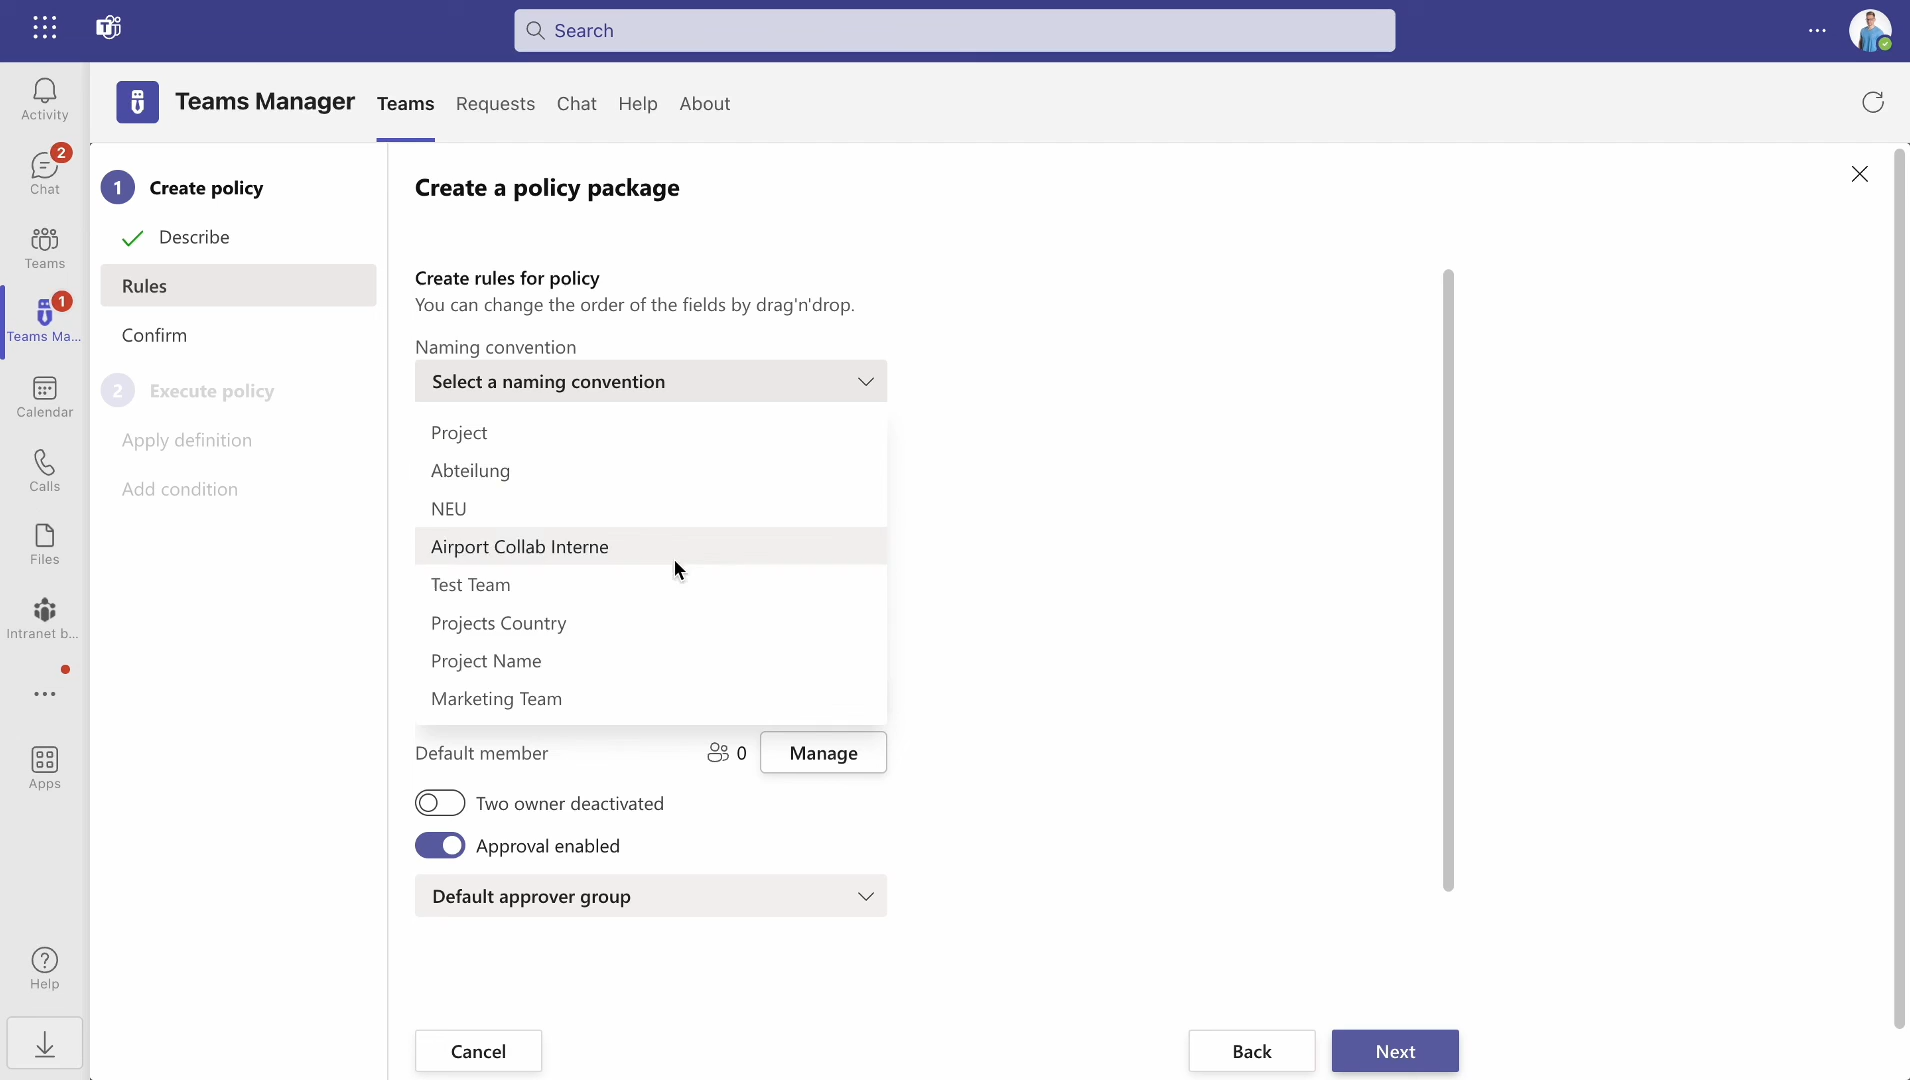 Search
Activity
2
Chat
Teams
1
Teams Ma...
Calendar
Calls
Files
Intranet b...
Apps
Help
Teams Manager
Teams
Requests
Chat
Help
About
1
Create policy
Describe
Rules
Confirm
2
Execute policy
Apply definition
Add condition
Create a policy package
Create rules for policy
You can change the order of the fields by drag'n'drop.
Naming convention
Select a naming convention
Project
Abteilung
NEU
Airport Collab Interne
Test Team
Projects Country
Project Name
Marketing Team
Default member
0
Manage
Two owner deactivated
Approval enabled
Default approver group
Cancel
Back
Next